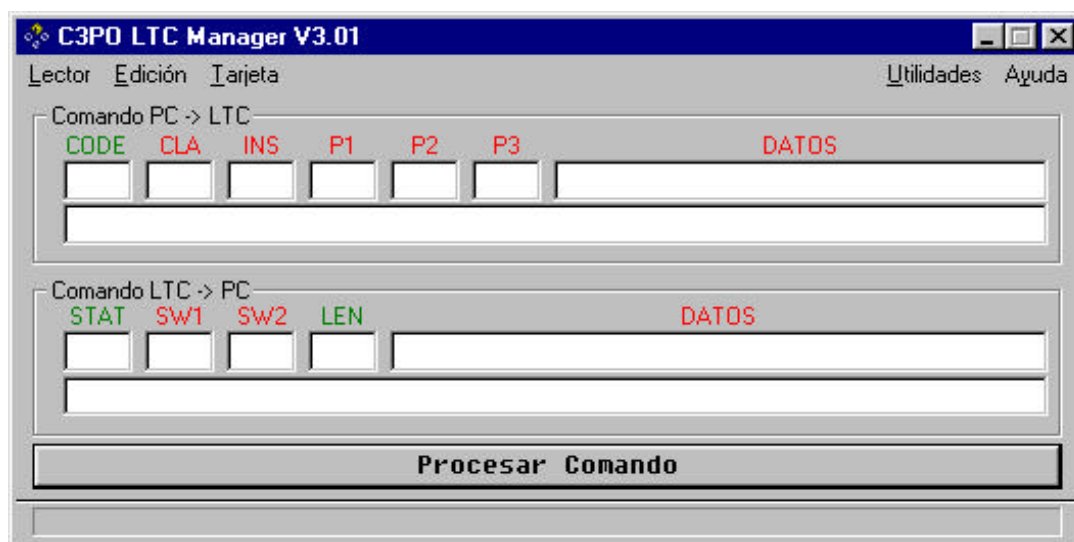 C3PO LTC Manager V3.01
Lector Edición Tarjeta Utilidades Ayuda
Comando PC -> LTC
CODE CLA INS P1 P2 P3 DATOS
Comando LTC -> PC
STAT SW1 SW2 LEN DATOS
Procesar Comando